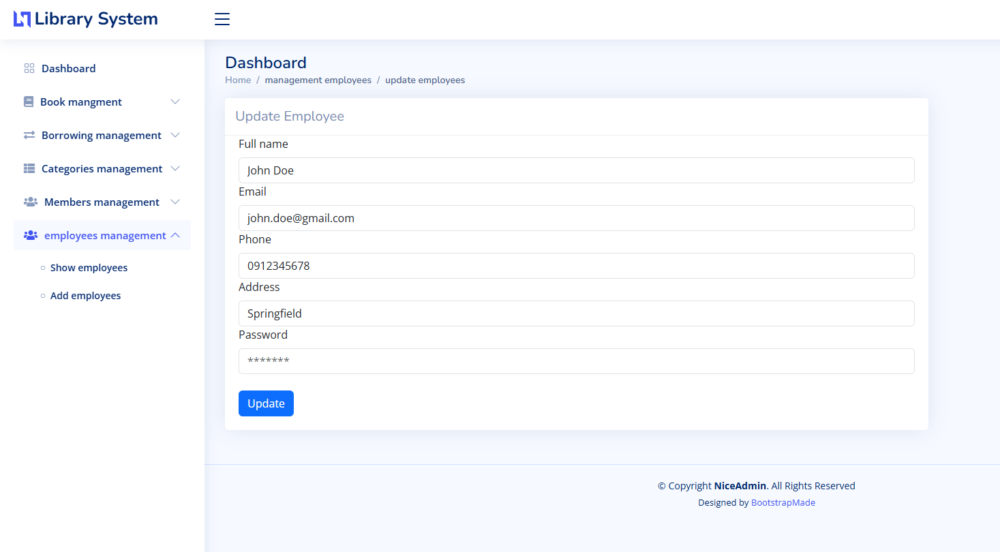 Library System
Dashboard
Book mangment
Borrowing management
Categories management
Members management
employees management
Show employees
Add employees
Dashboard
Home / management employees / update employees
Update Employee
Full name
John Doe
Email
john.doe@gmail.com
Phone
0912345678
Address
Springfield
Password
*******
Update
© Copyright NiceAdmin. All Rights Reserved
Designed by BootstrapMade